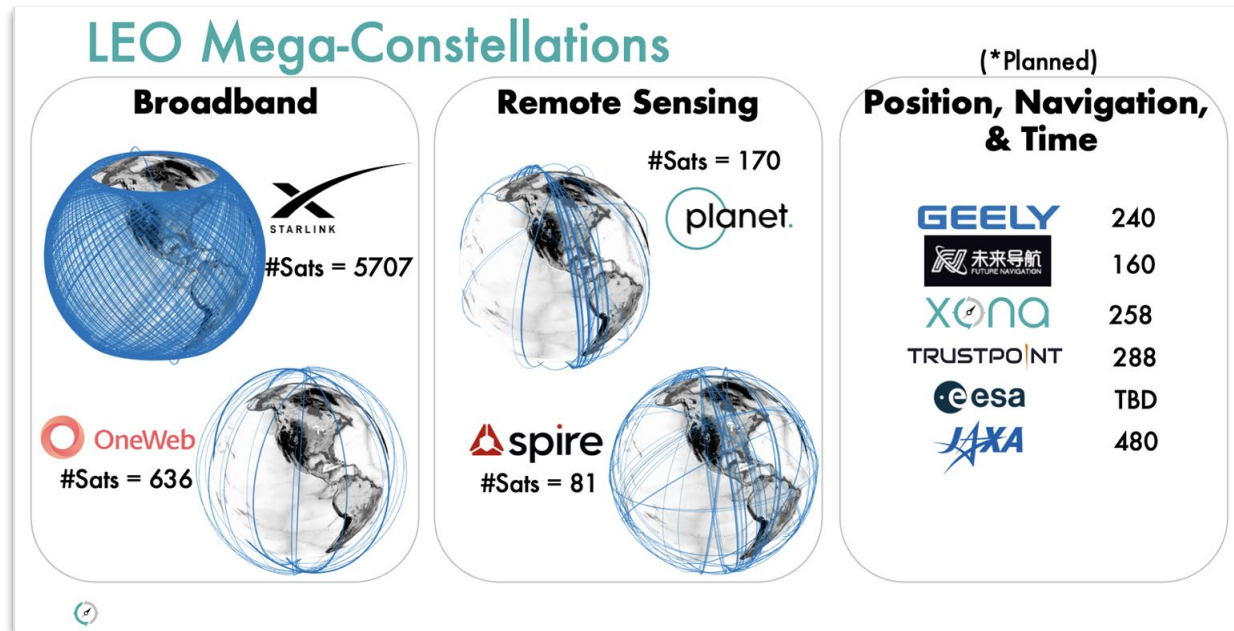 LEO Mega-Constellations
Broadband
STARLINK
#Sats = 5707
OneWeb
#Sats = 636
Remote Sensing
#Sats = 170
planet.
spire
#Sats = 81
(*Planned)
Position, Navigation,
& Time
GEELY 240
未来导航
FUTURE NAVIGATION 160
XONA 258
TRUSTPOINT 288
esa TBD
JAXA 480